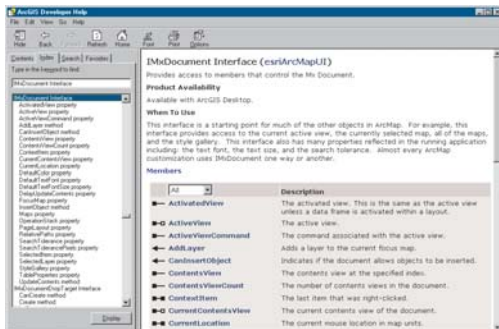 ArcGIS Developer Help
File Edit View Go Help
Hide Back Forward Refresh Home Font Print Options
Contents Index Search Favorites
Type in the keyword to find:
IMxDocument Interface
IMxDocument Interface
ActivatedView property
ActiveView property
ActiveViewCommand property
AddLayer method
CanInsertObject method
ContentsView property
ContentsViewCount property
ContextItem property
CurrentContentsView property
CurrentLocation property
DefaultColor property
DefaultTextFont property
DefaultTextFontSize property
DelayUpdateContents property
FocusMap property
InsertObject method
Maps property
OperationStack property
PageLayout property
RelativePaths property
SearchTolerance property
SearchTolerancePixels property
SelectedItem property
SelectedLayer property
StyleGallery property
TableProperties property
UpdateContents method
IMxDocumentDropTarget Interface
CanCreate method
Create method
Display
IMxDocument Interface (esriArcMapUI)
Provides access to members that control the Mx Document.
Product Availability
Available with ArcGIS Desktop.
When To Use
This interface is a starting point for much of the other objects in ArcMap. For example, this
interface provides access to the current active view, the currently selected map, all of the maps,
and the style gallery. This interface also has many properties reflected in the running application
including: the text font, the text size, and the search tolerance. Almost every ArcMap
customization uses IMxDocument one way or another.
Members
All Description
ActivatedView The activated view. This is the same as the active view
unless a data frame is activated within a layout.
ActiveView The active view.
ActiveViewCommand The command associated with the active view.
AddLayer Adds a layer to the current focus map.
CanInsertObject Indicates if the document allows objects to be inserted.
ContentsView The contents view at the specified index.
ContentsViewCount The number of contents views in the document.
ContextItem The last item that was right-clicked.
CurrentContentsView The current contents view of the document.
CurrentLocation The current mouse location in map units.